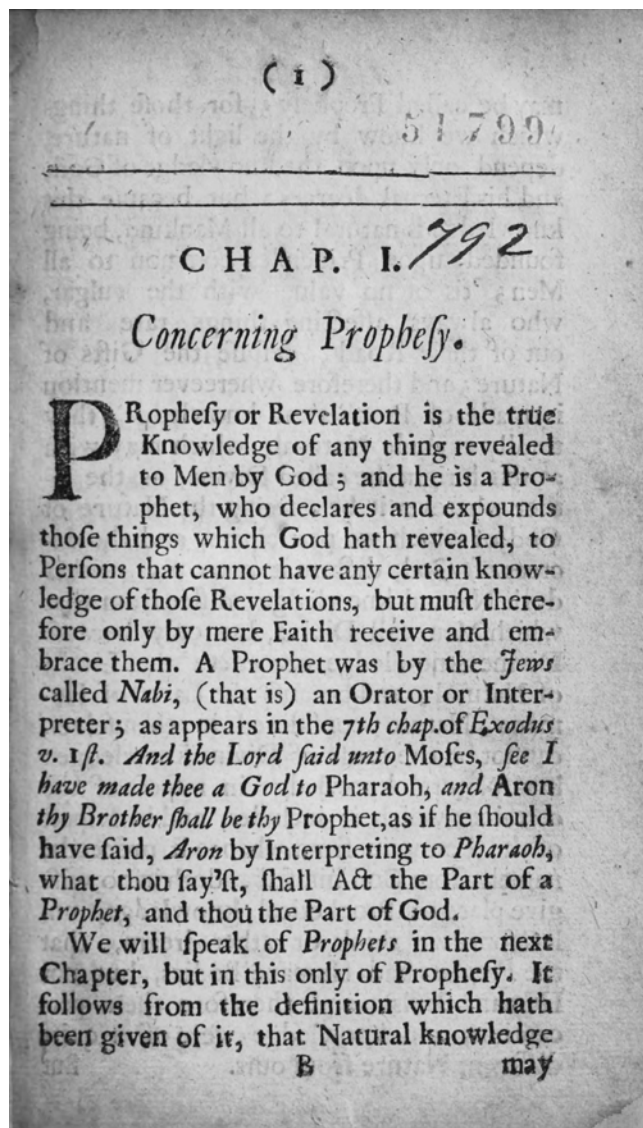 ( 1 )
51799
792
CHAP. I.
Concerning Propheſy.
PRopheſy or Revelation is the true
Knowledge of any thing revealed
to Men by God; and he is a Pro-
phet, who declares and expounds
thoſe things which God hath revealed, to
Perſons that cannot have any certain know-
ledge of thoſe Revelations, but muſt there-
fore only by mere Faith receive and em-
brace them. A Prophet was by the Jews
called Nabi, (that is) an Orator or Inter-
preter; as appears in the 7th chap. of Exodus
v. 1ſt. And the Lord ſaid unto Moſes, ſee I
have made thee a God to Pharaoh, and Aron
thy Brother ſhall be thy Prophet, as if he ſhould
have ſaid, Aron by Interpreting to Pharaoh,
what thou ſay'ſt, ſhall Act the Part of a
Prophet, and thou the Part of God.
We will ſpeak of Prophets in the next
Chapter, but in this only of Propheſy. It
follows from the definition which hath
been given of it, that Natural knowledge
B may